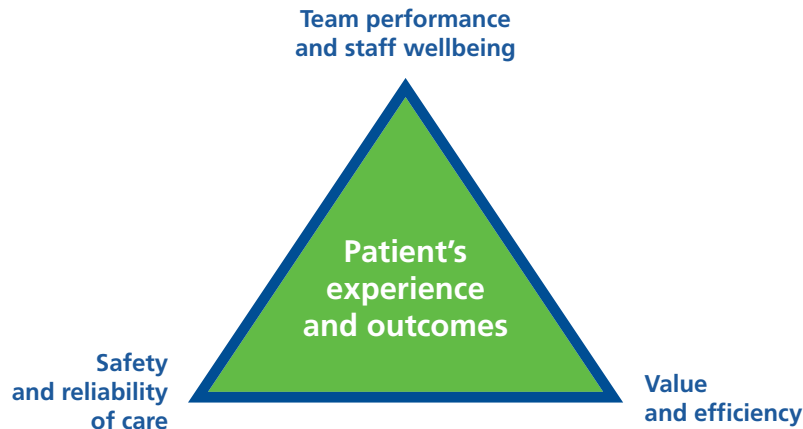 Team performance
and staff wellbeing
Patient’s
experience
and outcomes
Safety
and reliability
of care
Value
and efficiency